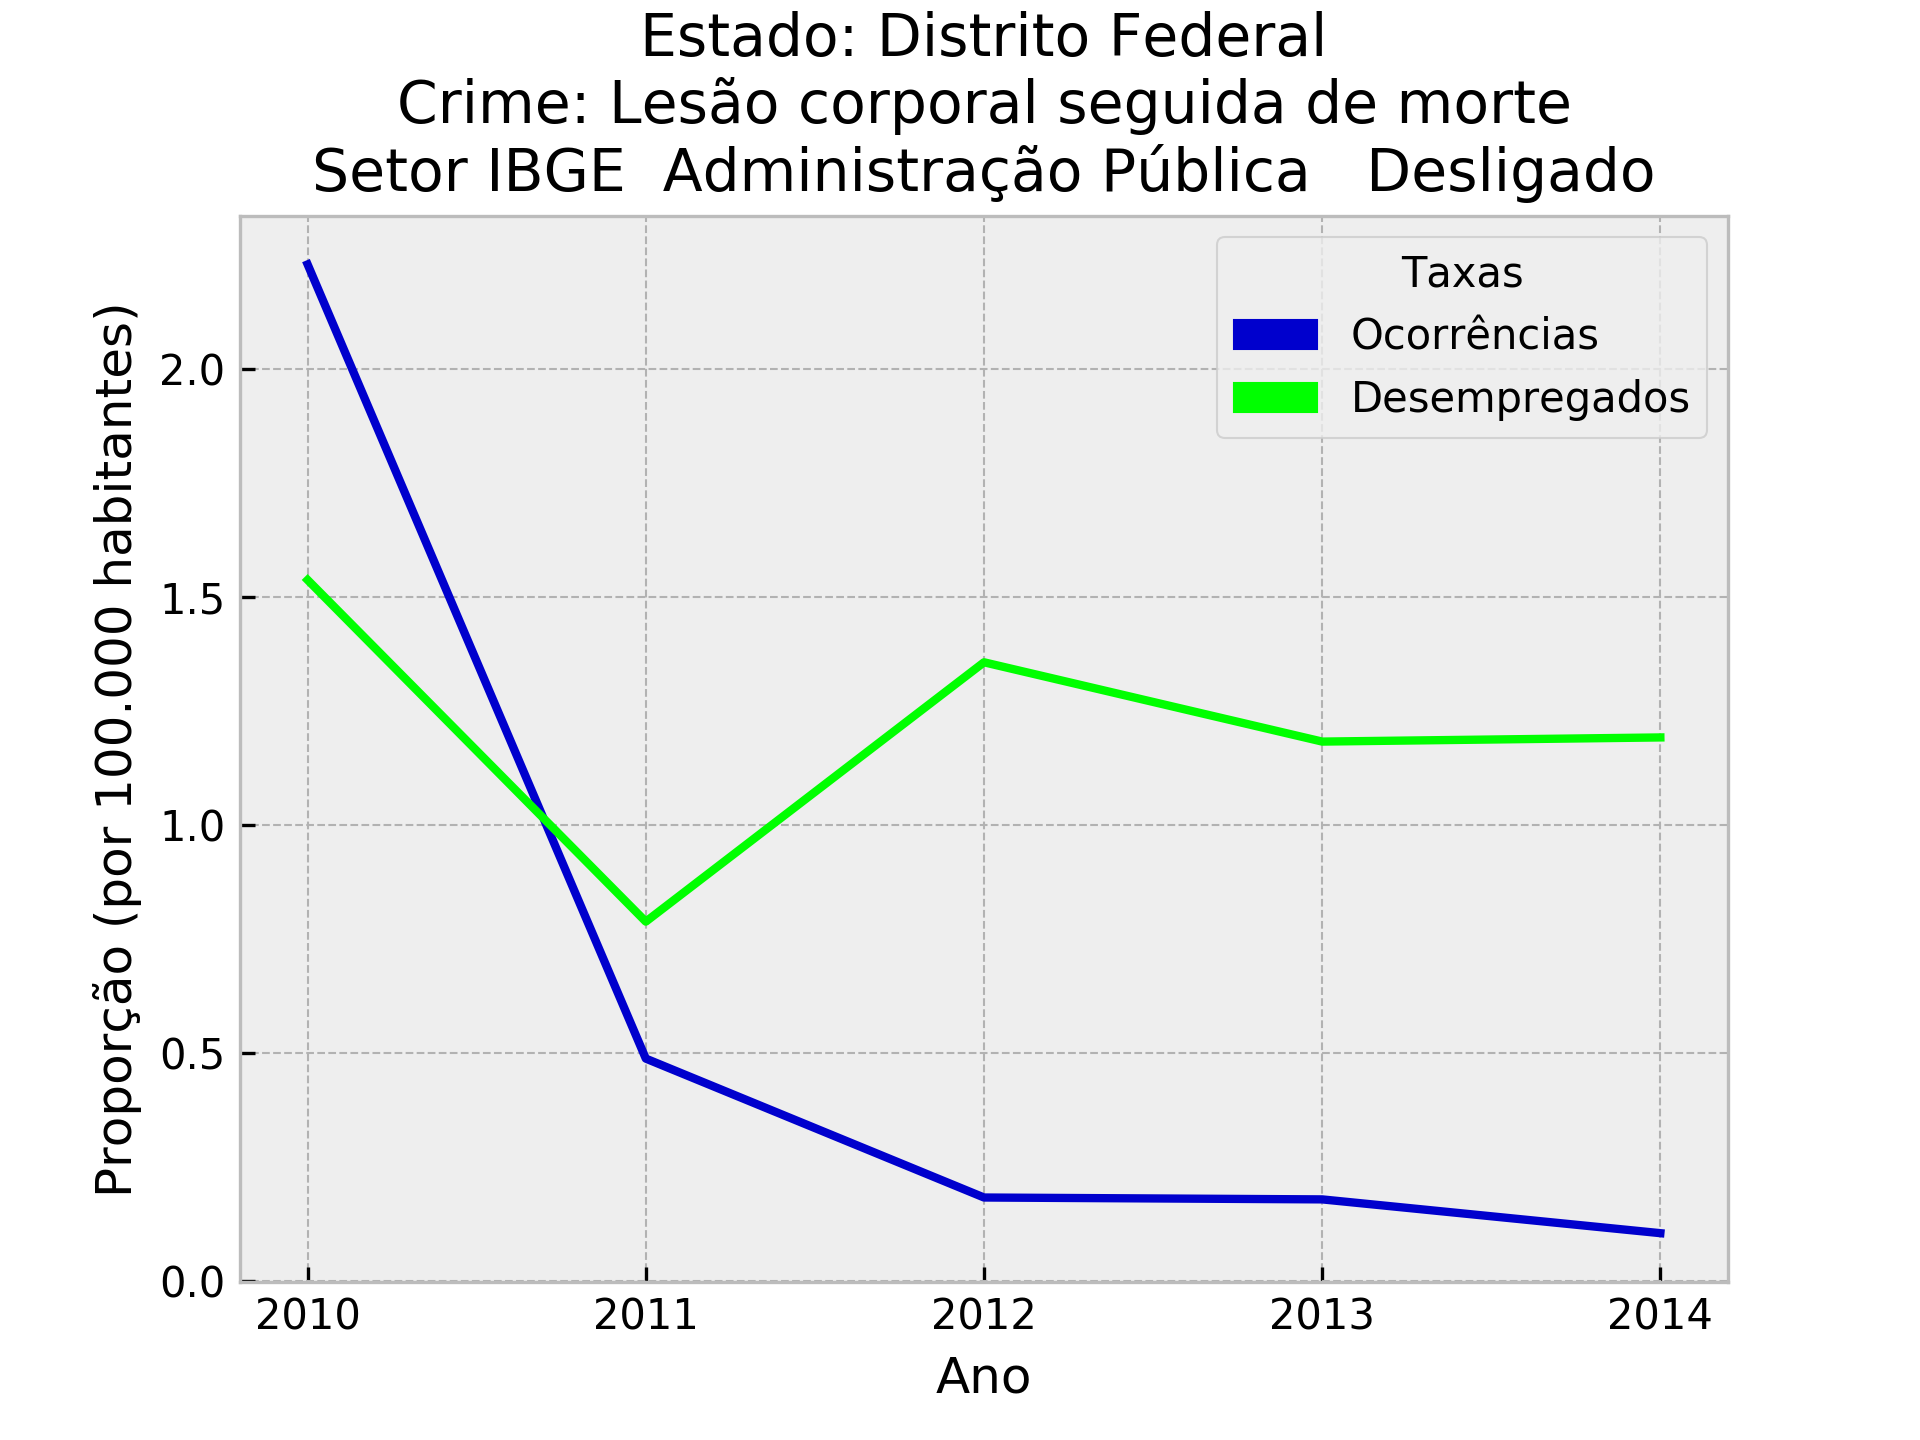 Estado: Distrito Federal
Crime: Lesão corporal seguida de morte
Setor IBGE  Administração Pública   Desligado
Taxas
Ocorrências
Desempregados
Proporção (por 100.000 habitantes)
2.0
1.5
1.0
0.5
0.0
2010 2011 2012 2013 2014
Ano